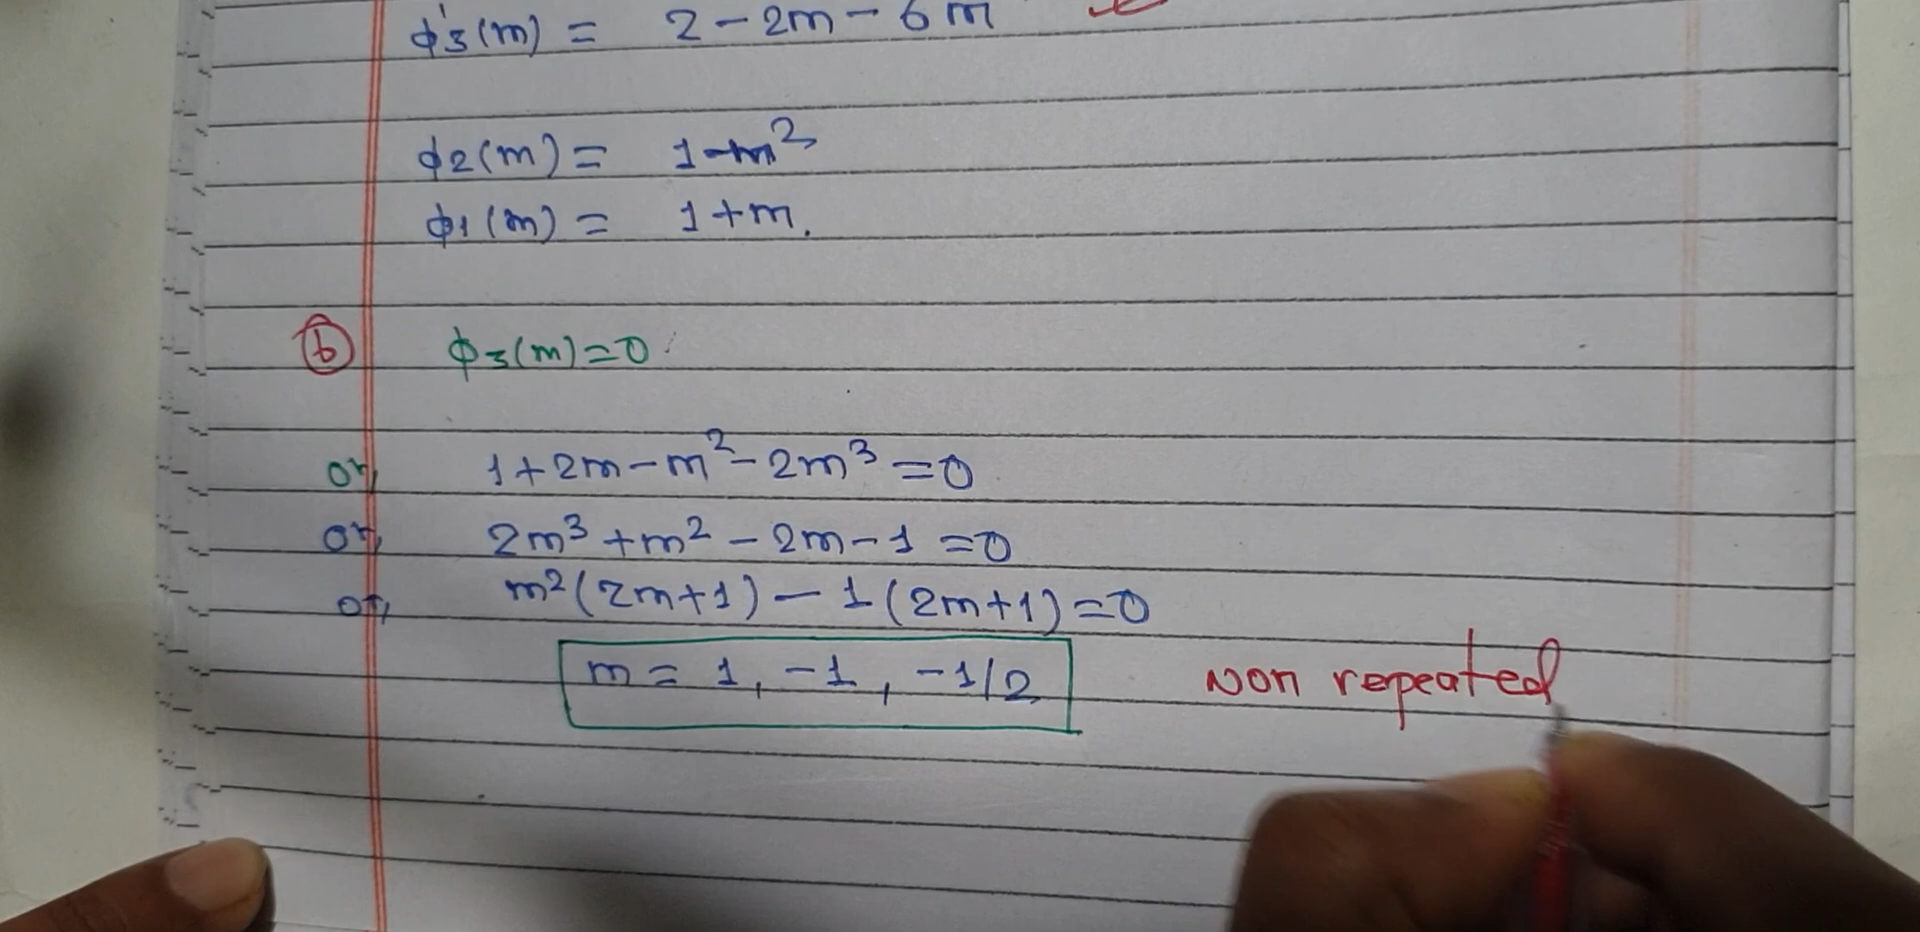 ϕ'3(m) = 2 - 2m - 6m
ϕ2(m) = 1-m²
ϕ1(m) = 1+m.
(b) ϕ3(m)=0
or, 1+2m-m²-2m³=0
or, 2m³+m²-2m-1=0
or, m²(2m+1)-1(2m+1)=0
m = 1, -1, -1/2 Non repeated